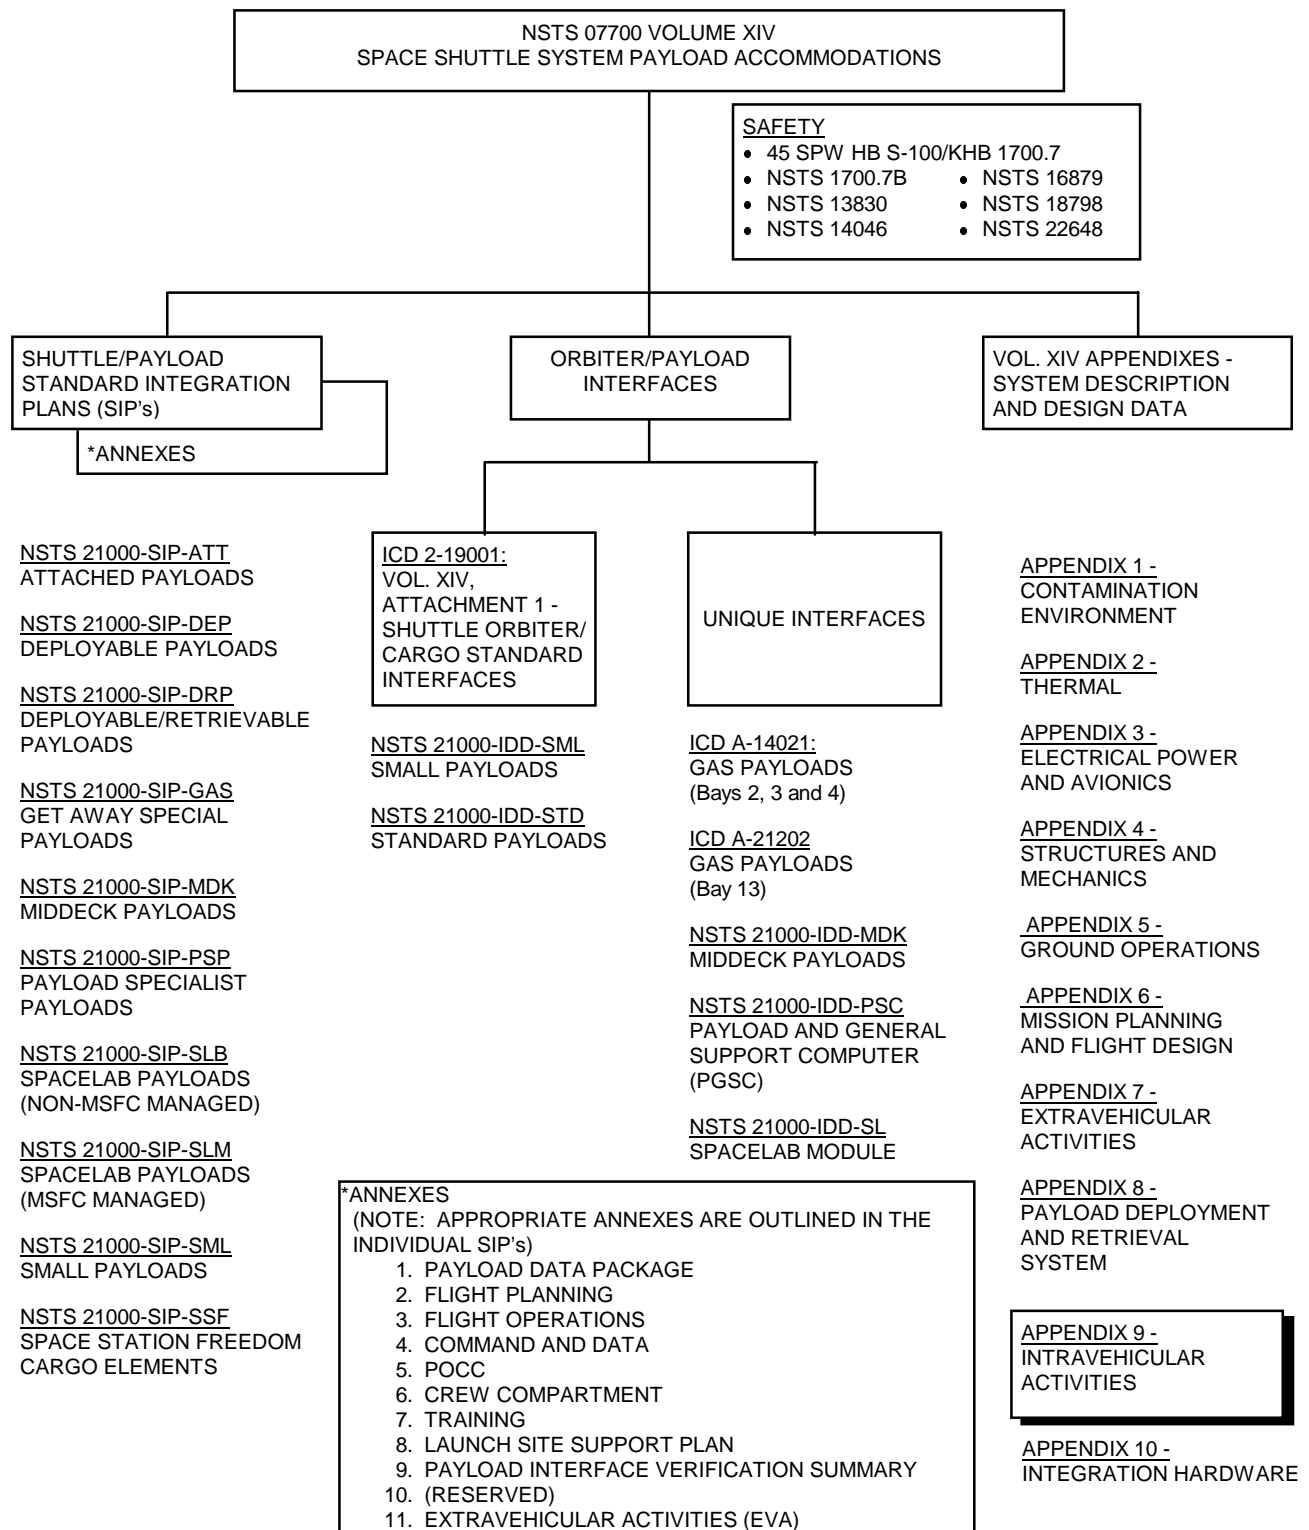 NSTS 07700 VOLUME XIV
SPACE SHUTTLE SYSTEM PAYLOAD ACCOMMODATIONS
SAFETY
• 45 SPW HB S-100/KHB 1700.7
• NSTS 1700.7B • NSTS 16879
• NSTS 13830 • NSTS 18798
• NSTS 14046 • NSTS 22648
SHUTTLE/PAYLOAD
STANDARD INTEGRATION
PLANS (SIP's)
*ANNEXES
ORBITER/PAYLOAD
INTERFACES
VOL. XIV APPENDIXES -
SYSTEM DESCRIPTION
AND DESIGN DATA
NSTS 21000-SIP-ATT
ATTACHED PAYLOADS
NSTS 21000-SIP-DEP
DEPLOYABLE PAYLOADS
NSTS 21000-SIP-DRP
DEPLOYABLE/RETRIEVABLE
PAYLOADS
NSTS 21000-SIP-GAS
GET AWAY SPECIAL
PAYLOADS
NSTS 21000-SIP-MDK
MIDDECK PAYLOADS
NSTS 21000-SIP-PSP
PAYLOAD SPECIALIST
PAYLOADS
NSTS 21000-SIP-SLB
SPACELAB PAYLOADS
(NON-MSFC MANAGED)
NSTS 21000-SIP-SLM
SPACELAB PAYLOADS
(MSFC MANAGED)
NSTS 21000-SIP-SML
SMALL PAYLOADS
NSTS 21000-SIP-SSF
SPACE STATION FREEDOM
CARGO ELEMENTS
ICD 2-19001:
VOL. XIV,
ATTACHMENT 1 -
SHUTTLE ORBITER/
CARGO STANDARD
INTERFACES
NSTS 21000-IDD-SML
SMALL PAYLOADS
NSTS 21000-IDD-STD
STANDARD PAYLOADS
UNIQUE INTERFACES
ICD A-14021:
GAS PAYLOADS
(Bays 2, 3 and 4)
ICD A-21202
GAS PAYLOADS
(Bay 13)
NSTS 21000-IDD-MDK
MIDDECK PAYLOADS
NSTS 21000-IDD-PSC
PAYLOAD AND GENERAL
SUPPORT COMPUTER
(PGSC)
NSTS 21000-IDD-SL
SPACELAB MODULE
*ANNEXES
(NOTE: APPROPRIATE ANNEXES ARE OUTLINED IN THE
INDIVIDUAL SIP's)
1. PAYLOAD DATA PACKAGE
2. FLIGHT PLANNING
3. FLIGHT OPERATIONS
4. COMMAND AND DATA
5. POCC
6. CREW COMPARTMENT
7. TRAINING
8. LAUNCH SITE SUPPORT PLAN
9. PAYLOAD INTERFACE VERIFICATION SUMMARY
10. (RESERVED)
11. EXTRAVEHICULAR ACTIVITIES (EVA)
APPENDIX 1 -
CONTAMINATION
ENVIRONMENT
APPENDIX 2 -
THERMAL
APPENDIX 3 -
ELECTRICAL POWER
AND AVIONICS
APPENDIX 4 -
STRUCTURES AND
MECHANICS
APPENDIX 5 -
GROUND OPERATIONS
APPENDIX 6 -
MISSION PLANNING
AND FLIGHT DESIGN
APPENDIX 7 -
EXTRAVEHICULAR
ACTIVITIES
APPENDIX 8 -
PAYLOAD DEPLOYMENT
AND RETRIEVAL
SYSTEM
APPENDIX 9 -
INTRAVEHICULAR
ACTIVITIES
APPENDIX 10 -
INTEGRATION HARDWARE